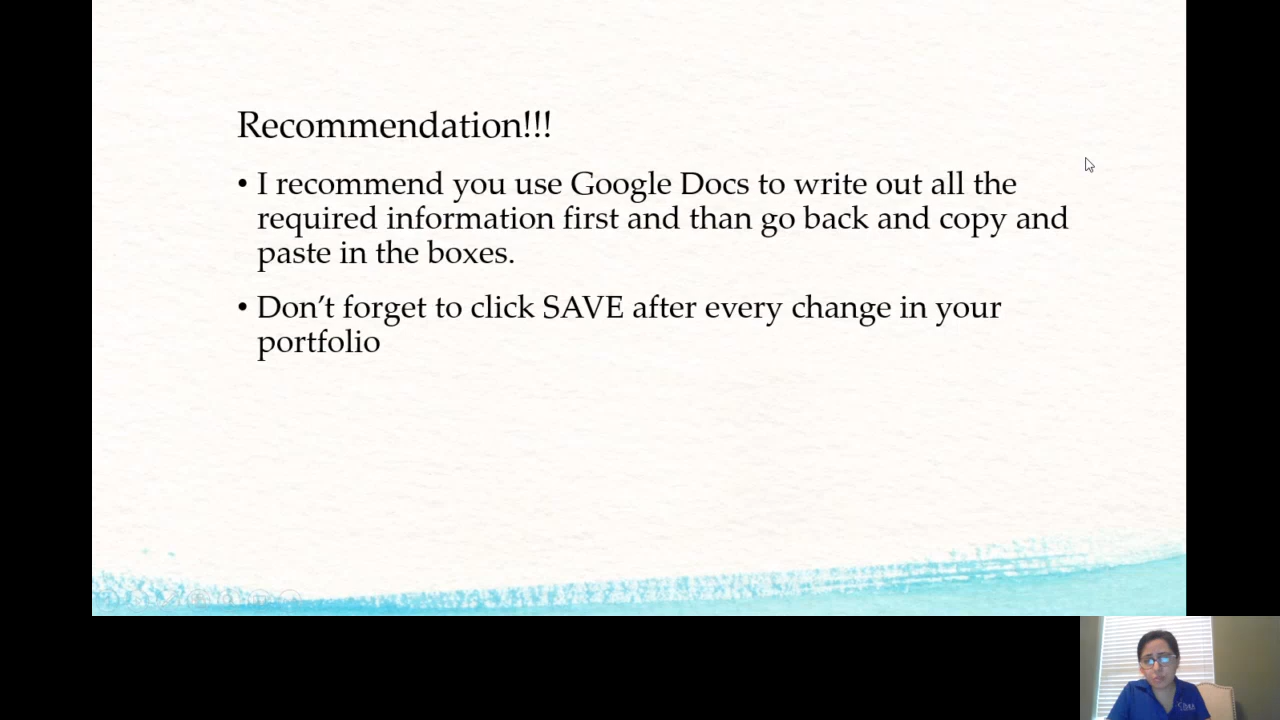 Recommendation!!!
• I recommend you use Google Docs to write out all the
required information first and than go back and copy and
paste in the boxes.
• Don’t forget to click SAVE after every change in your
portfolio